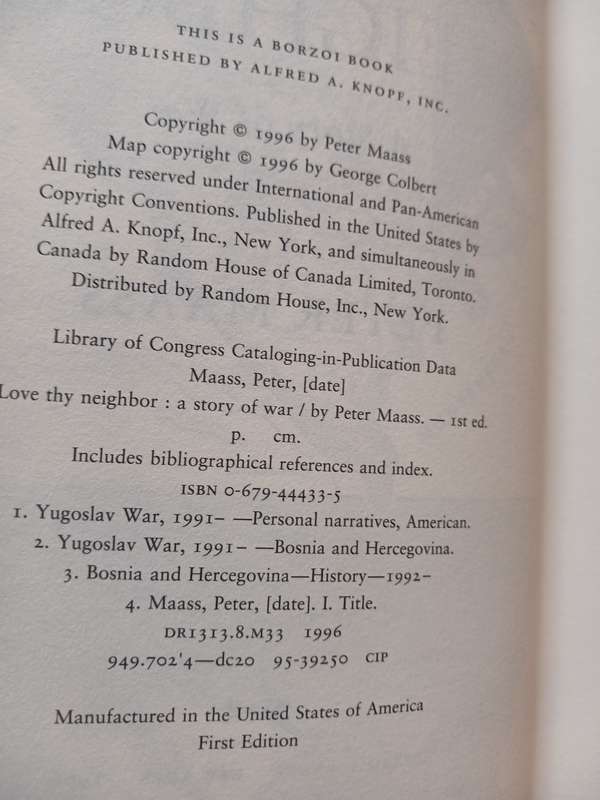 THIS IS A BORZOI BOOK
PUBLISHED BY ALFRED A. KNOPF, INC.
Copyright © 1996 by Peter Maass
Map copyright © 1996 by George Colbert
All rights reserved under International and Pan-American
Copyright Conventions. Published in the United States by
Alfred A. Knopf, Inc., New York, and simultaneously in
Canada by Random House of Canada Limited, Toronto.
Distributed by Random House, Inc., New York.
Library of Congress Cataloging-in-Publication Data
Maass, Peter, [date]
Love thy neighbor : a story of war / by Peter Maass. — 1st ed.
p. cm.
Includes bibliographical references and index.
ISBN 0-679-44433-5
1. Yugoslav War, 1991– —Personal narratives, American.
2. Yugoslav War, 1991– —Bosnia and Hercegovina.
3. Bosnia and Hercegovina—History—1992–
4. Maass, Peter, [date]. I. Title.
DR1313.8.M33 1996
949.702'4—dc20 95-39250 CIP
Manufactured in the United States of America
First Edition